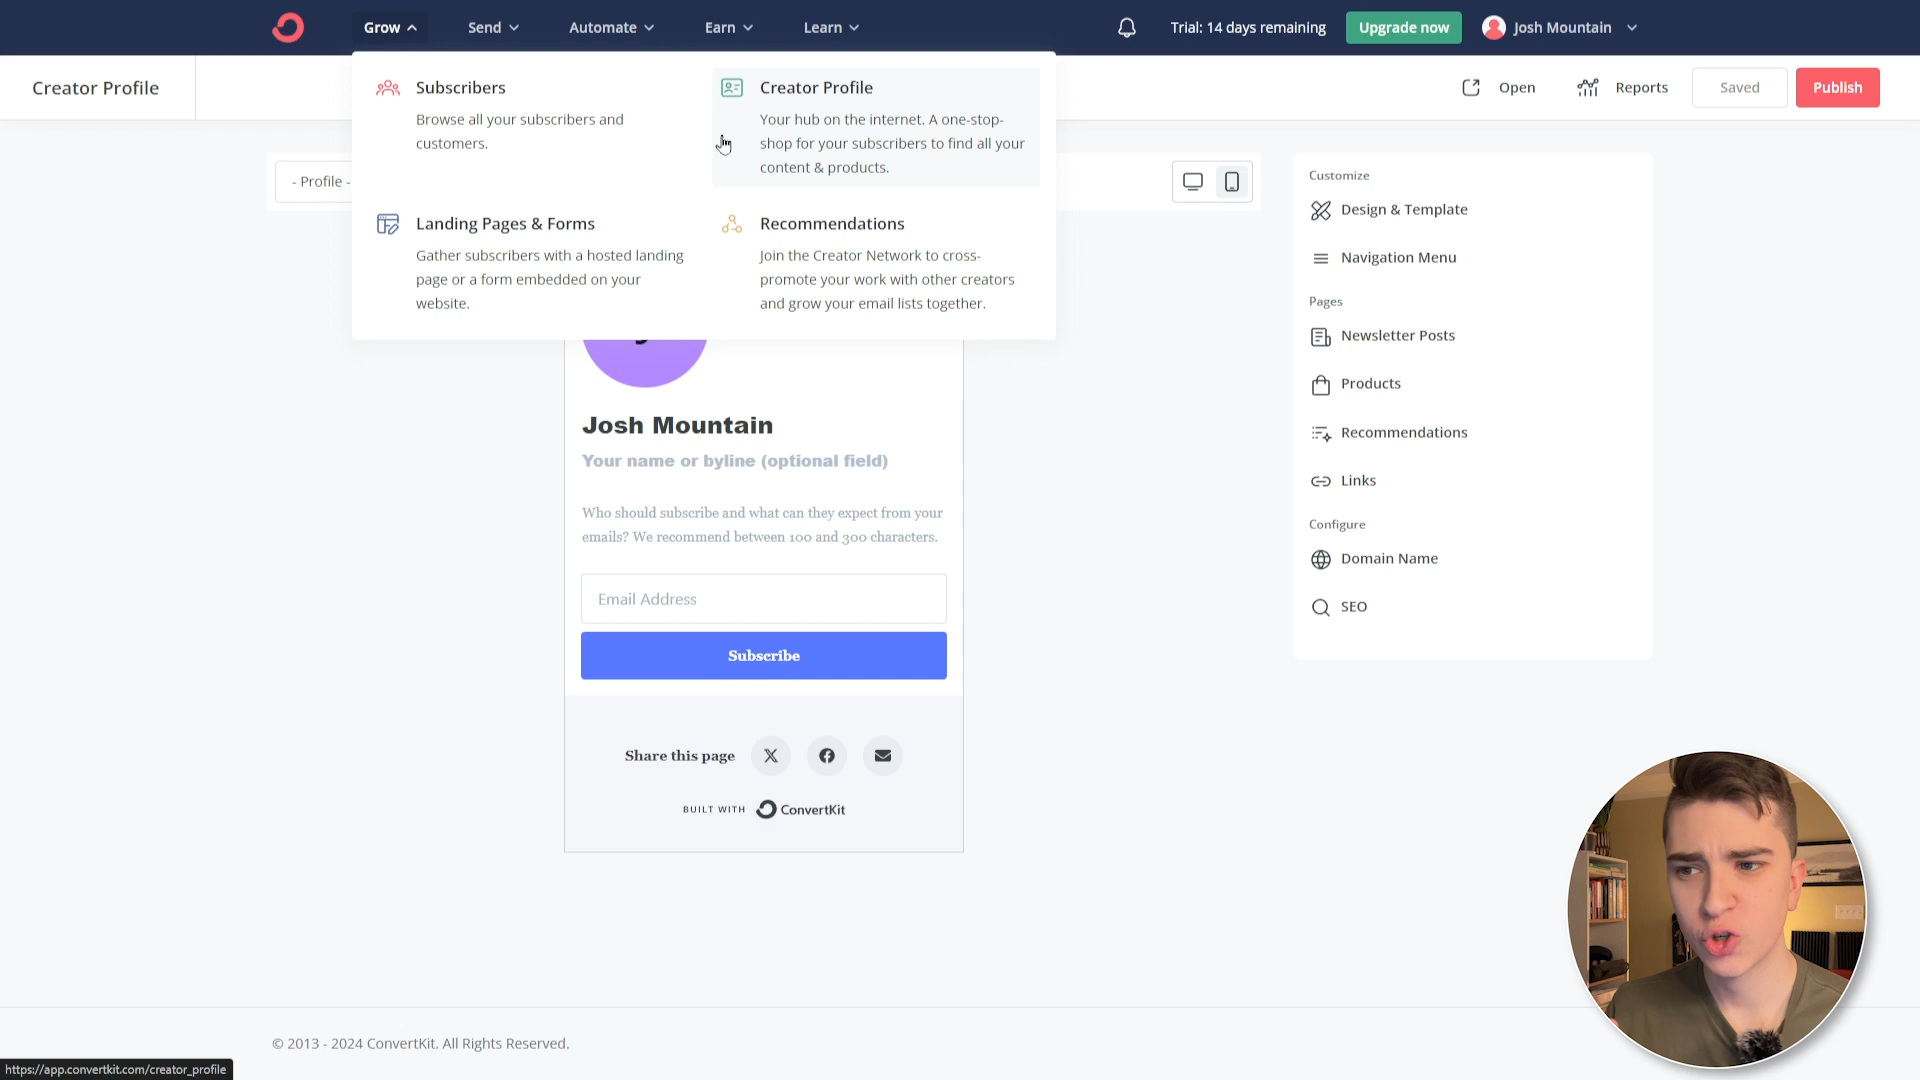 Grow
Send
Automate
Earn
Learn
Trial: 14 days remaining
Upgrade now
Josh Mountain
Creator Profile
Open
Reports
Saved
Publish
Subscribers
Browse all your subscribers and
customers.
Creator Profile
Your hub on the internet. A one-stop-
shop for your subscribers to find all your
content & products.
Landing Pages & Forms
Gather subscribers with a hosted landing
page or a form embedded on your
website.
Recommendations
Join the Creator Network to cross-
promote your work with other creators
and grow your email lists together.
- Profile -
Josh Mountain
Your name or byline (optional field)
Who should subscribe and what can they expect from your
emails? We recommend between 100 and 300 characters.
Email Address
Subscribe
Share this page
BUILT WITH ConvertKit
Customize
Design & Template
Navigation Menu
Pages
Newsletter Posts
Products
Recommendations
Links
Configure
Domain Name
SEO
© 2013 - 2024 ConvertKit. All Rights Reserved.
https://app.convertkit.com/creator_profile